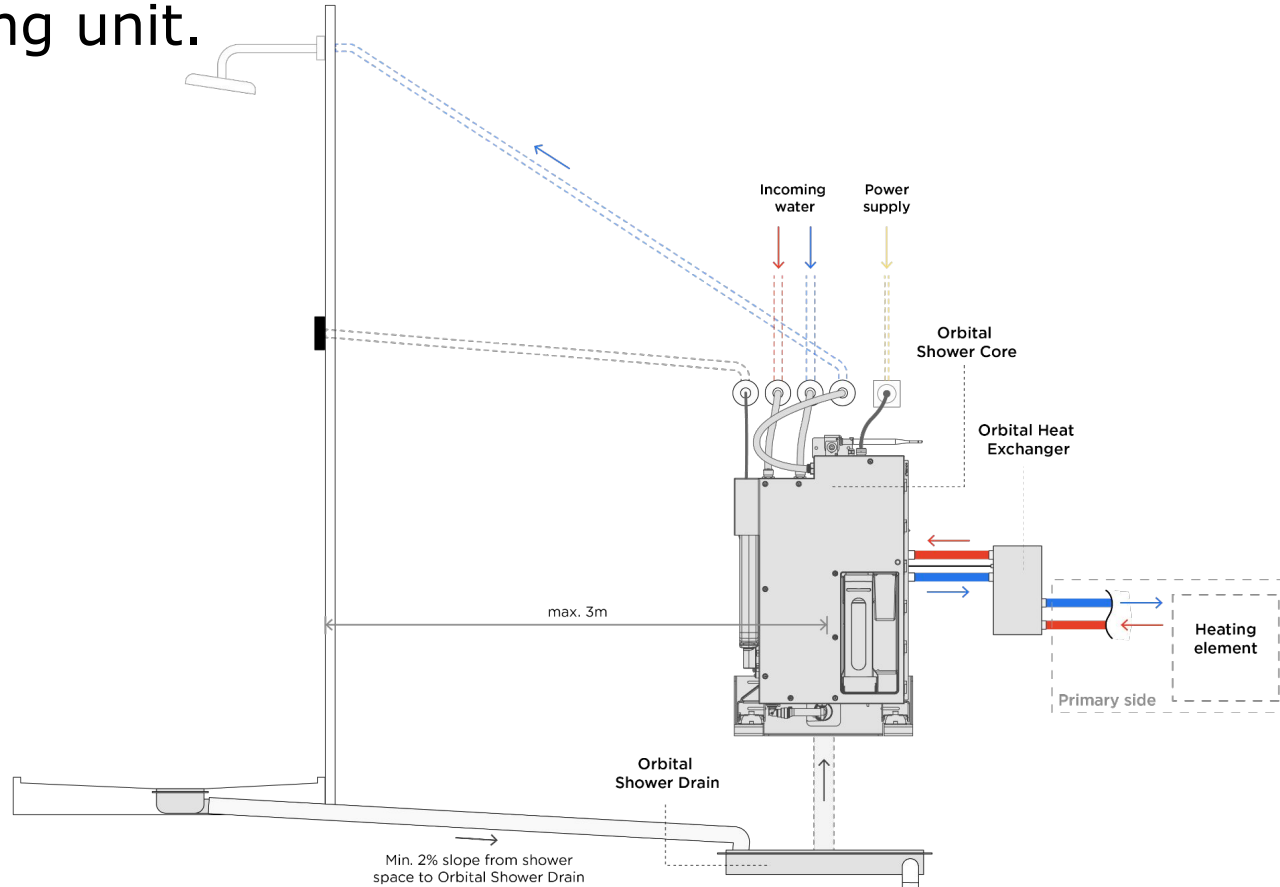 ng unit.
Incoming
water
Power
supply
Orbital
Shower Core
Orbital Heat
Exchanger
max. 3m
Heating
element
Primary side
Orbital
Shower Drain
Min. 2% slope from shower
space to Orbital Shower Drain